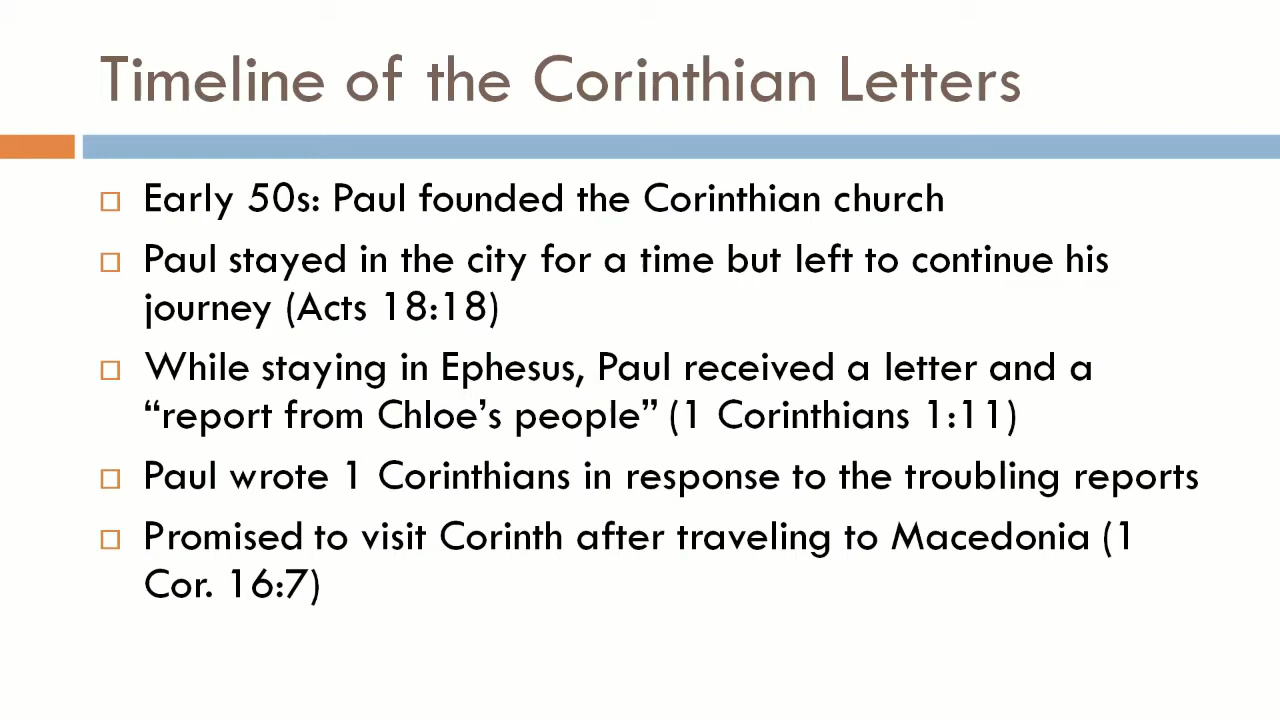 Timeline of the Corinthian Letters
Early 50s: Paul founded the Corinthian church
Paul stayed in the city for a time but left to continue his
journey (Acts 18:18)
While staying in Ephesus, Paul received a letter and a
“report from Chloe’s people” (1 Corinthians 1:11)
Paul wrote 1 Corinthians in response to the troubling reports
Promised to visit Corinth after traveling to Macedonia (1
Cor. 16:7)